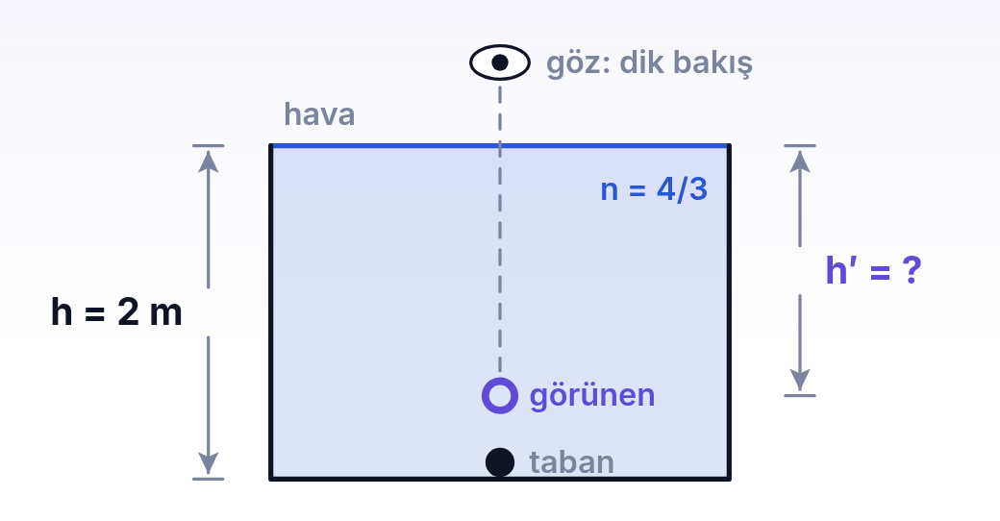 göz: dik bakış
hava
n = 4/3
h′ = ?
h = 2 m
görünen
taban